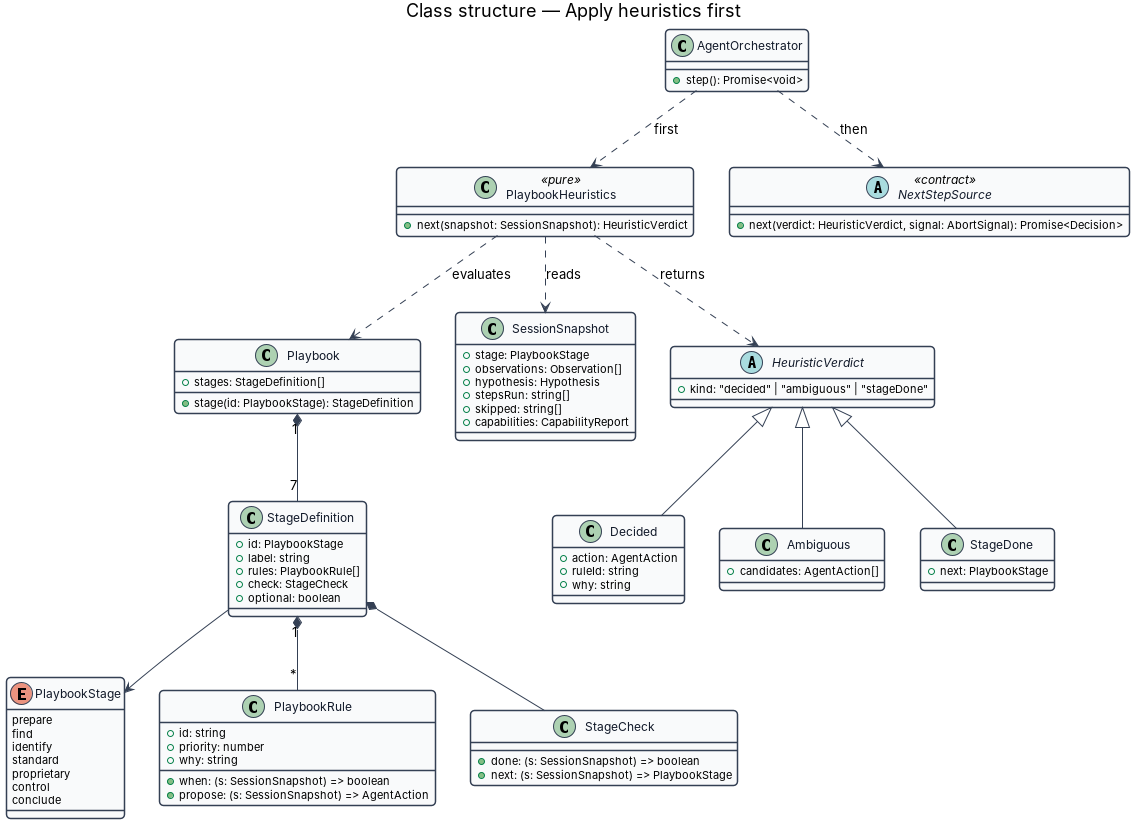 Class structure — Apply heuristics first
C AgentOrchestrator
step(): Promise<void>
first
then
«pure»
C PlaybookHeuristics
next(snapshot: SessionSnapshot): HeuristicVerdict
«contract»
A NextStepSource
next(verdict: HeuristicVerdict, signal: AbortSignal): Promise<Decision>
evaluates
reads
returns
C Playbook
stages: StageDefinition[]
stage(id: PlaybookStage): StageDefinition
C SessionSnapshot
stage: PlaybookStage
observations: Observation[]
hypothesis: Hypothesis
stepsRun: string[]
skipped: string[]
capabilities: CapabilityReport
A HeuristicVerdict
kind: "decided" | "ambiguous" | "stageDone"
1
7
C StageDefinition
id: PlaybookStage
label: string
rules: PlaybookRule[]
check: StageCheck
optional: boolean
C Decided
action: AgentAction
ruleId: string
why: string
C Ambiguous
candidates: AgentAction[]
C StageDone
next: PlaybookStage
1
*
E PlaybookStage
prepare
find
identify
standard
proprietary
control
conclude
C PlaybookRule
id: string
priority: number
why: string
when: (s: SessionSnapshot) => boolean
propose: (s: SessionSnapshot) => AgentAction
C StageCheck
done: (s: SessionSnapshot) => boolean
next: (s: SessionSnapshot) => PlaybookStage